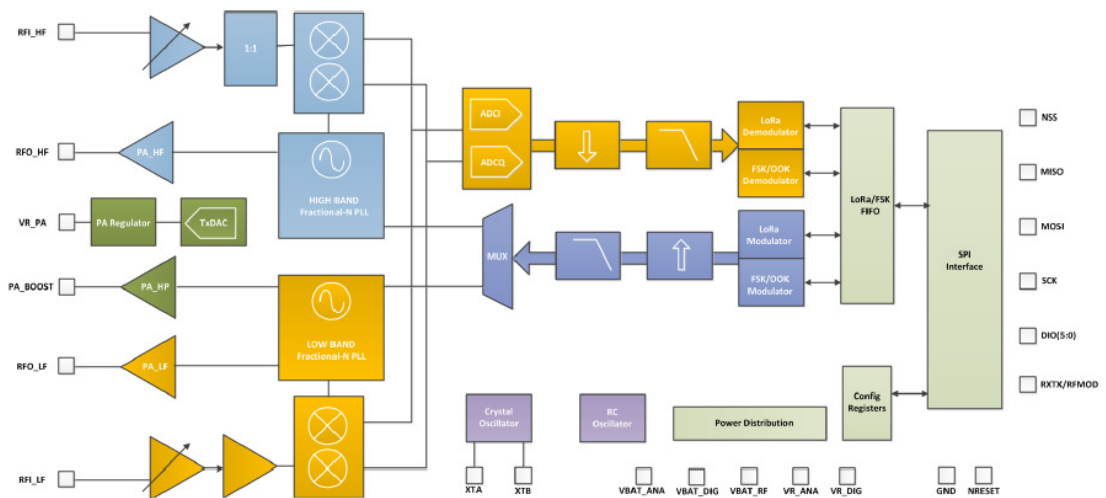 RFI_HF
1:1
RFO_HF
PA_HF
HIGH BAND
Fractional-N PLL
VR_PA
PA Regulator
TxDAC
PA_BOOST
PA_HP
LOW BAND
Fractional-N PLL
RFO_LF
PA_LF
RFI_LF
ADCI
ADCQ
MUX
LoRa
Demodulator
FSK/OOK
Demodulator
LoRa
Modulator
FSK/OOK
Modulator
LoRa/FSK
FIFO
SPI
Interface
Config
Registers
NSS
MISO
MOSI
SCK
DIO(5:0)
RXTX/RFMOD
Crystal
Oscillator
RC
Oscillator
Power Distribution
XTA
XTB
VBAT_ANA
VBAT_DIG
VBAT_RF
VR_ANA
VR_DIG
GND
NRESET